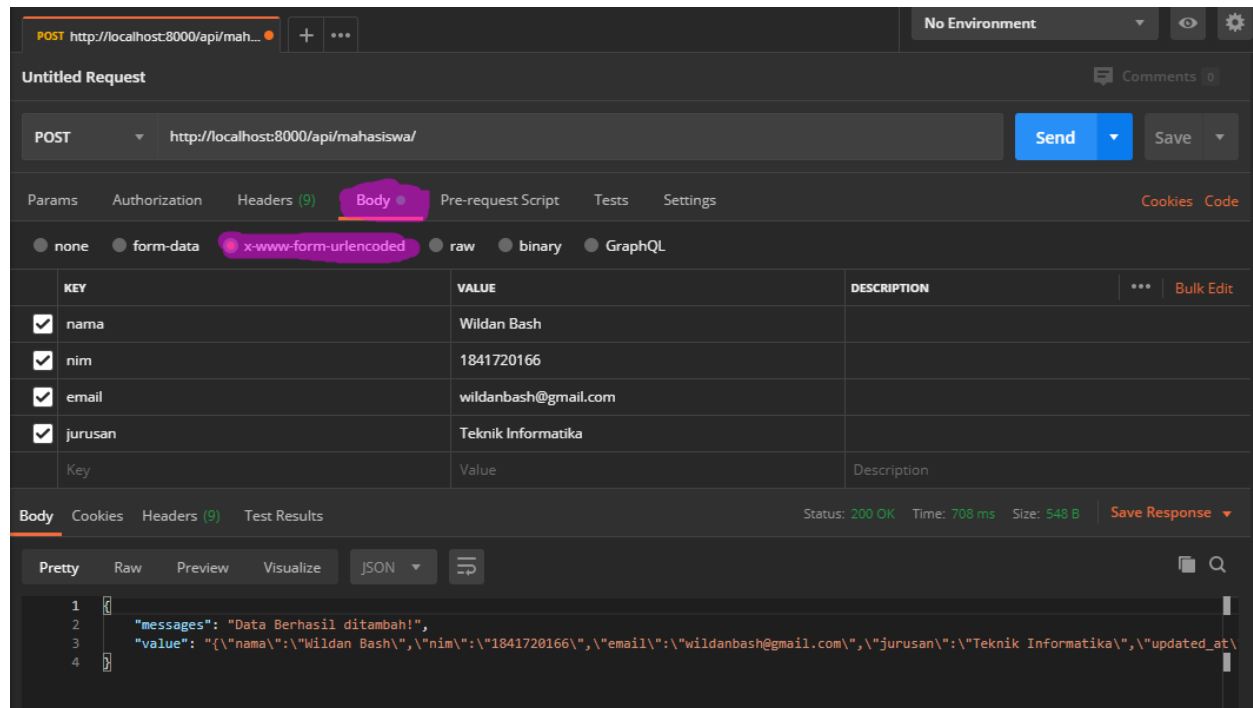 POST http://localhost:8000/api/mah... + ••• No Environment
Untitled Request Comments 0
POST http://localhost:8000/api/mahasiswa/ Send Save
Params Authorization Headers (9) Body Pre-request Script Tests Settings Cookies Code
none form-data x-www-form-urlencoded raw binary GraphQL
KEY VALUE DESCRIPTION ••• Bulk Edit
nama Wildan Bash
nim 1841720166
email wildanbash@gmail.com
jurusan Teknik Informatika
Key Value Description
Body Cookies Headers (9) Test Results Status: 200 OK Time: 708 ms Size: 548 B Save Response
Pretty Raw Preview Visualize JSON
1 {
2 "messages": "Data Berhasil ditambah!",
3 "value": "{\"nama\":\"Wildan Bash\",\"nim\":\"1841720166\",\"email\":\"wildanbash@gmail.com\",\"jurusan\":\"Teknik Informatika\",\"updated_at\
4 }